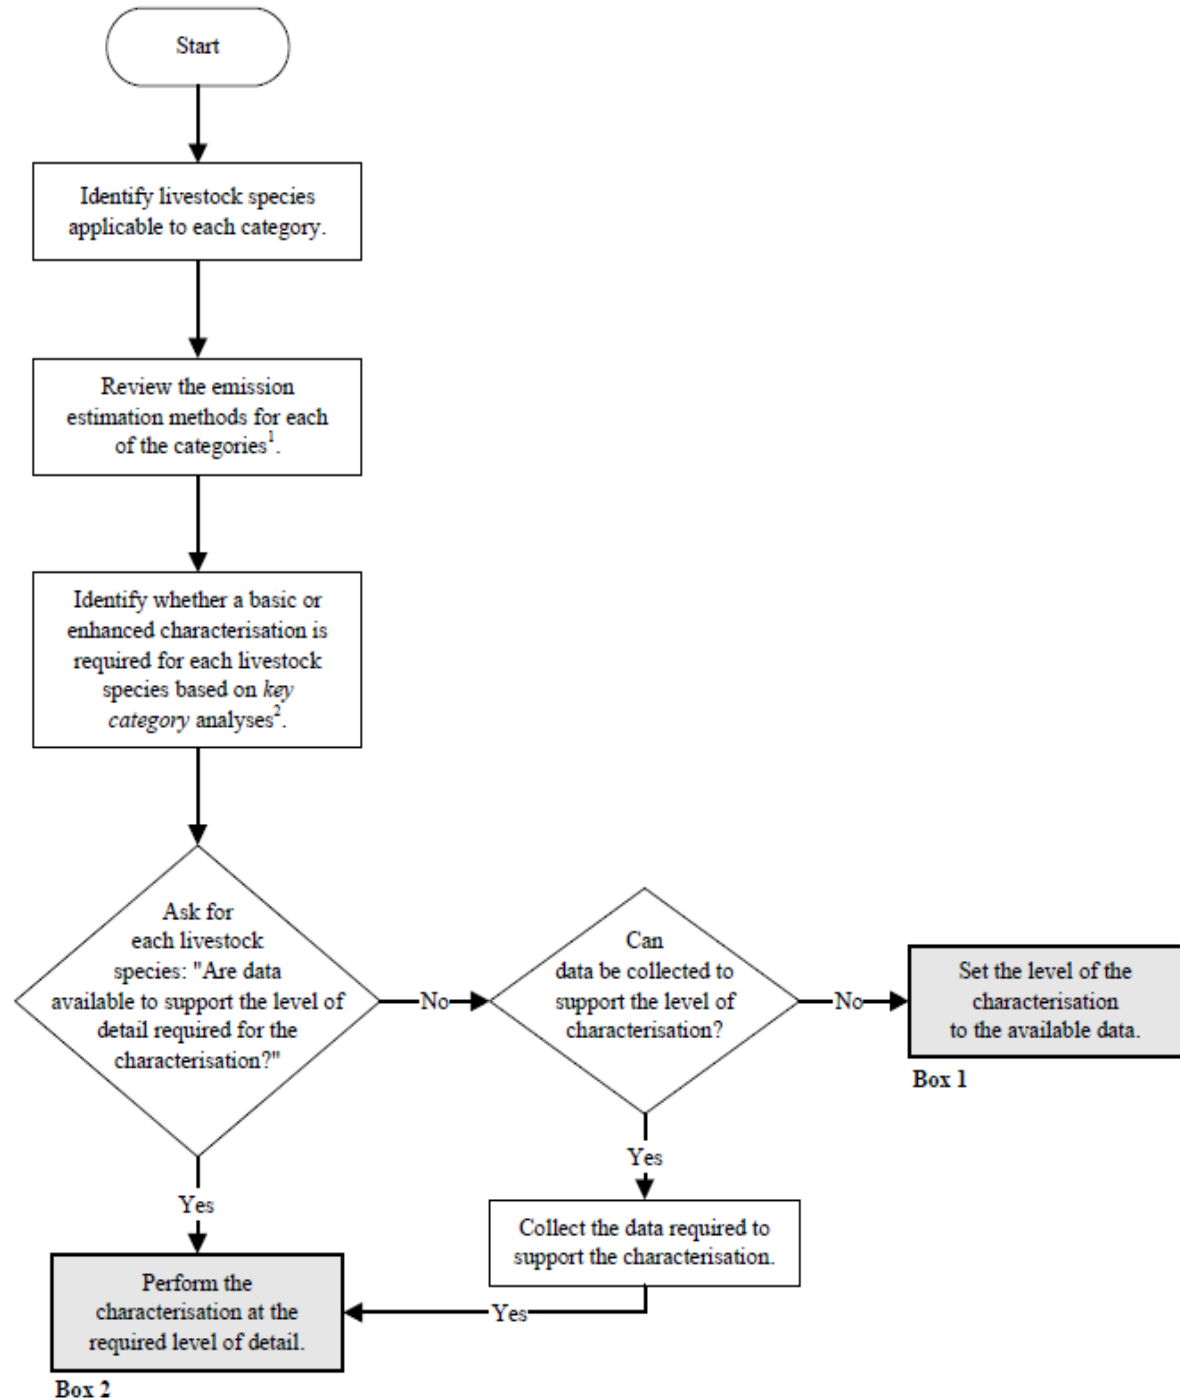 Start
Identify livestock species
applicable to each category.
Review the emission
estimation methods for each
of the categories¹.
Identify whether a basic or
enhanced characterisation is
required for each livestock
species based on key
category analyses².
Ask for
each livestock
species: "Are data
available to support the level of
detail required for the
characterisation?"
No
Can
data be collected to
support the level of
characterisation?
No
Set the level of the
characterisation
to the available data.
Box 1
Yes
Yes
Collect the data required to
support the characterisation.
Yes
Perform the
characterisation at the
required level of detail.
Box 2